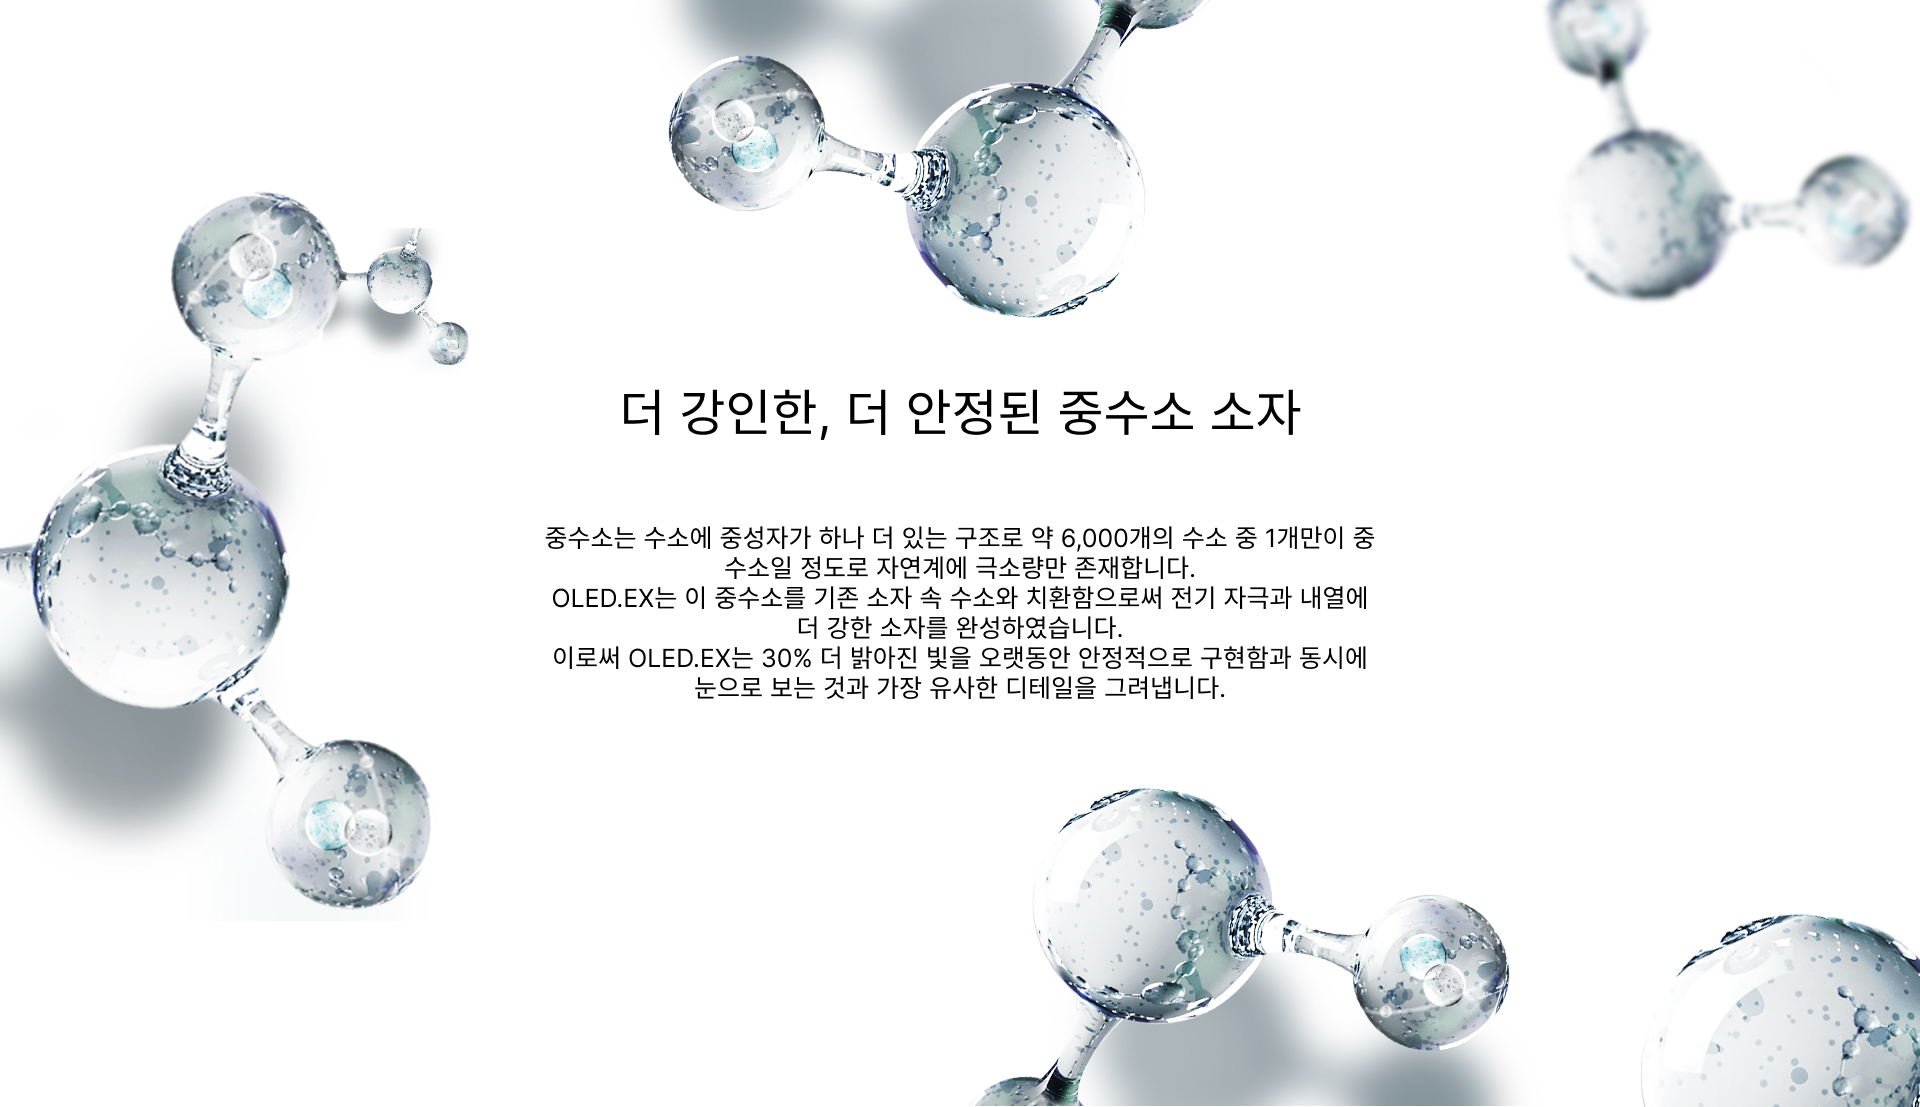 더 강인한, 더 안정된 중수소 소자
중수소는 수소에 중성자가 하나 더 있는 구조로 약 6,000개의 수소 중 1개만이 중
수소일 정도로 자연계에 극소량만 존재합니다.
OLED.EX는 이 중수소를 기존 소자 속 수소와 치환함으로써 전기 자극과 내열에
더 강한 소자를 완성하였습니다.
이로써 OLED.EX는 30% 더 밝아진 빛을 오랫동안 안정적으로 구현함과 동시에
눈으로 보는 것과 가장 유사한 디테일을 그려냅니다.